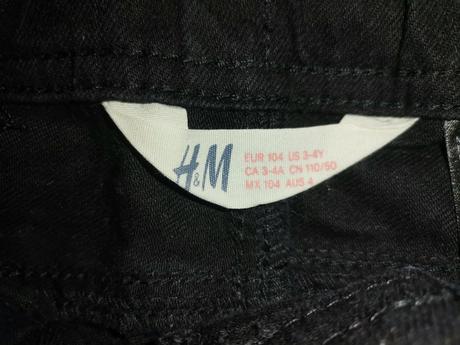 H&M
EUR 104 US 3-4Y
CA 3-4A CN 110/50
MX 104 AUS 4